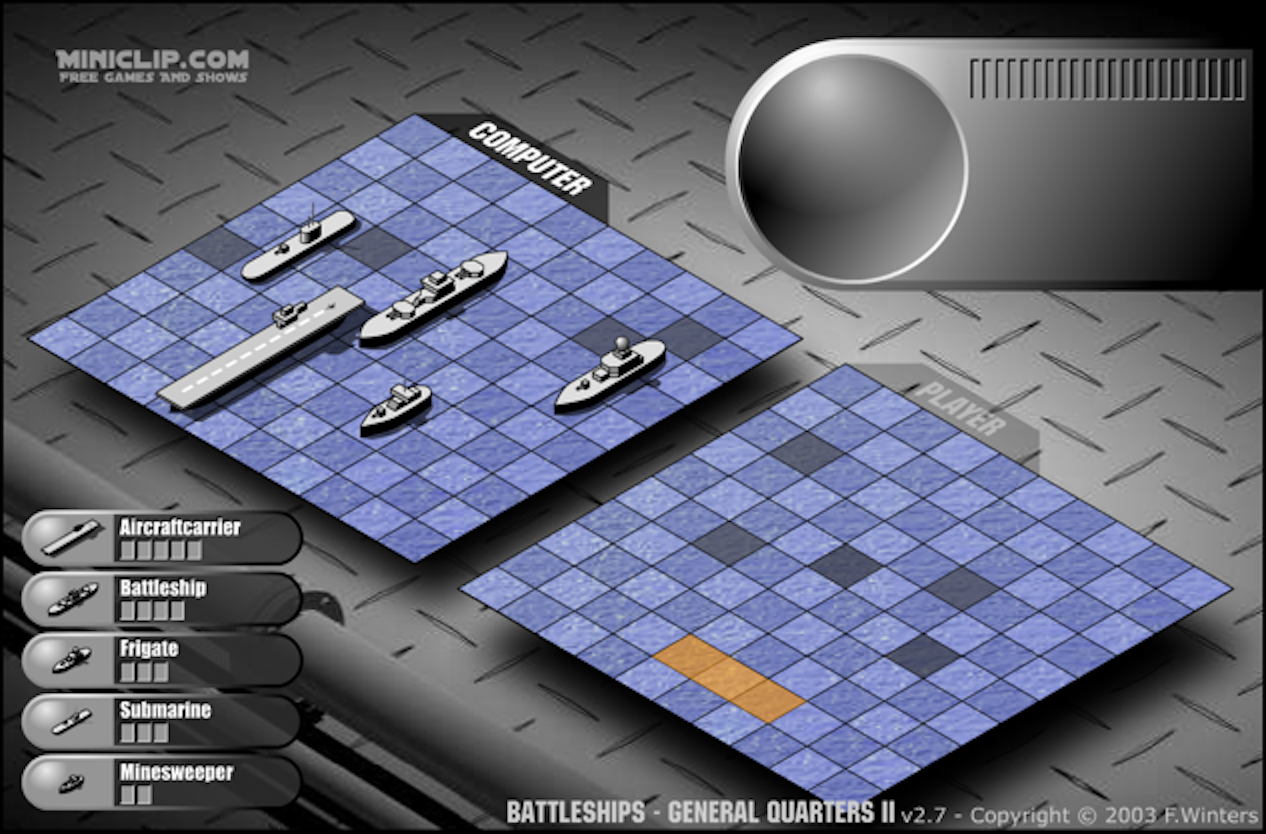 MINICLIP.COM
FREE GAMES AND SHOWS
COMPUTER
PLAYER
Aircraftcarrier
Battleship
Frigate
Submarine
Minesweeper
BATTLESHIPS - GENERAL QUARTERS II v2.7 - Copyright © 2003 F.Winters